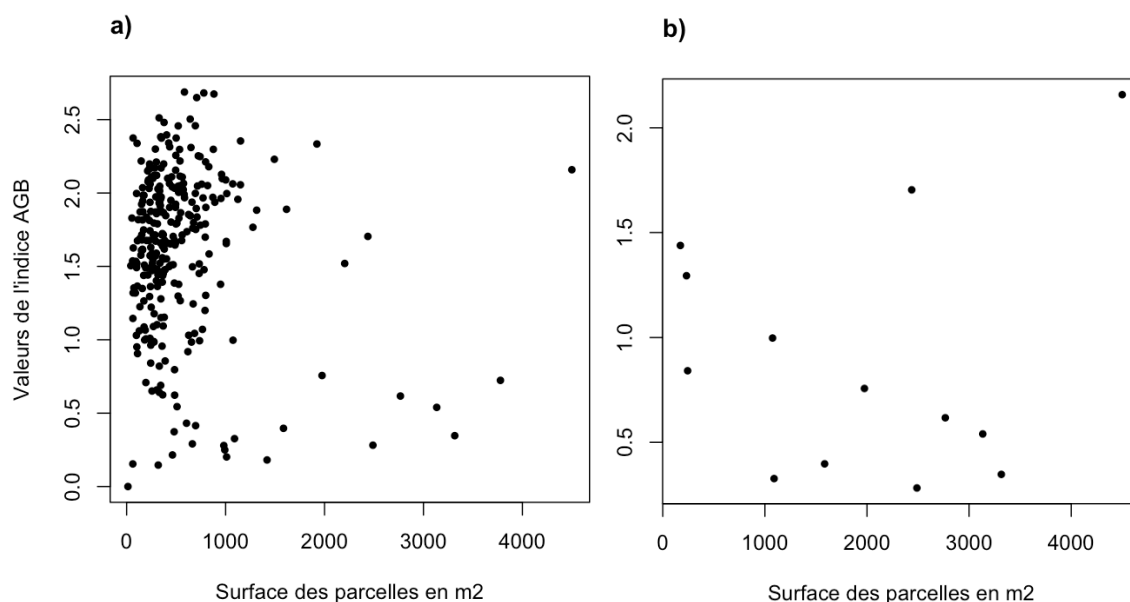 a)
Valeurs de l'indice AGB
0.0 0.5 1.0 1.5 2.0 2.5
0 1000 2000 3000 4000
Surface des parcelles en m2
b)
0.5 1.0 1.5 2.0
0 1000 2000 3000 4000
Surface des parcelles en m2